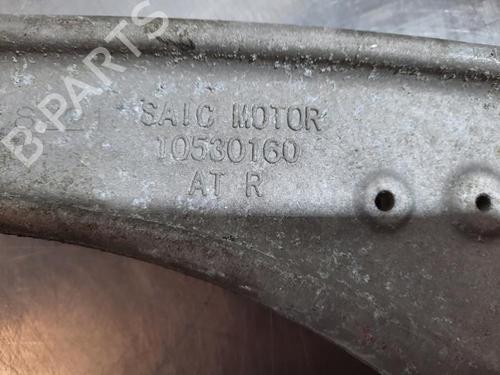 B-PARTS
SAIC MOTOR
10530160
AT R